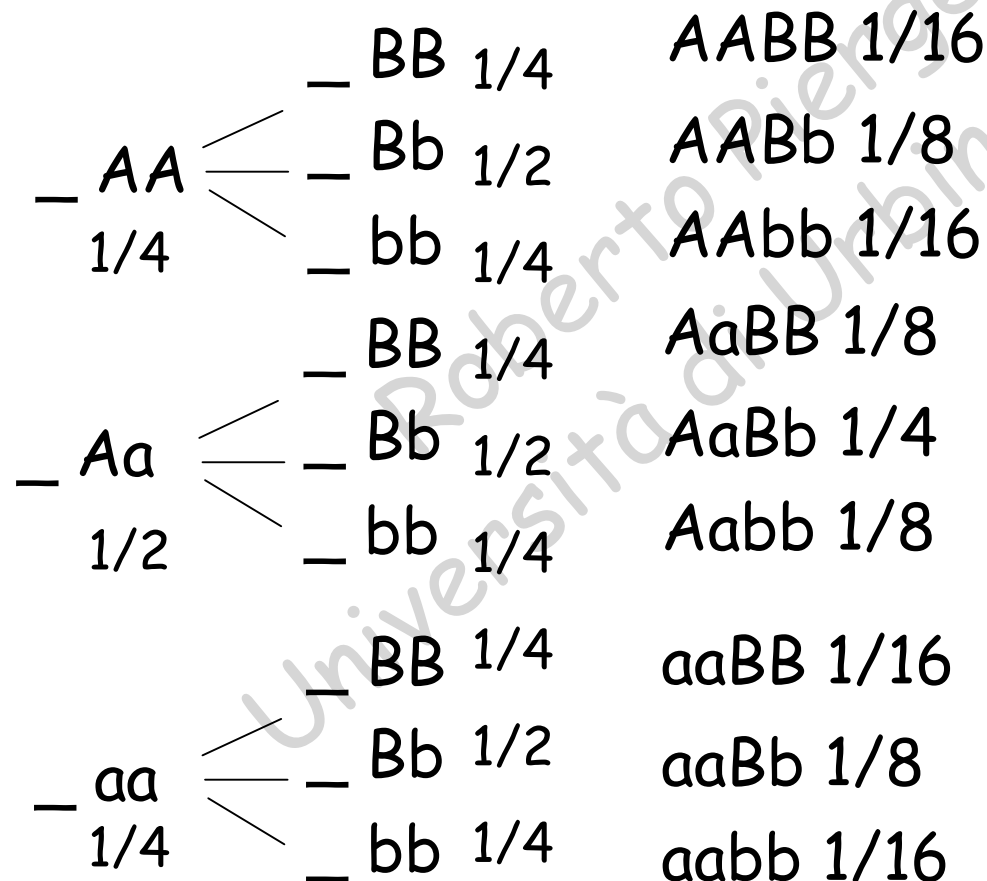 _ BB 1/4 AABB 1/16
_ Bb 1/2 AABb 1/8
_ AA
1/4
_ bb 1/4 AAbb 1/16
_ BB 1/4 AaBB 1/8
_ Bb 1/2 AaBb 1/4
_ Aa
1/2
_ bb 1/4 Aabb 1/8
_ BB 1/4 aaBB 1/16
_ Bb 1/2 aaBb 1/8
_ aa
1/4
_ bb 1/4 aabb 1/16
Roberto
Università di